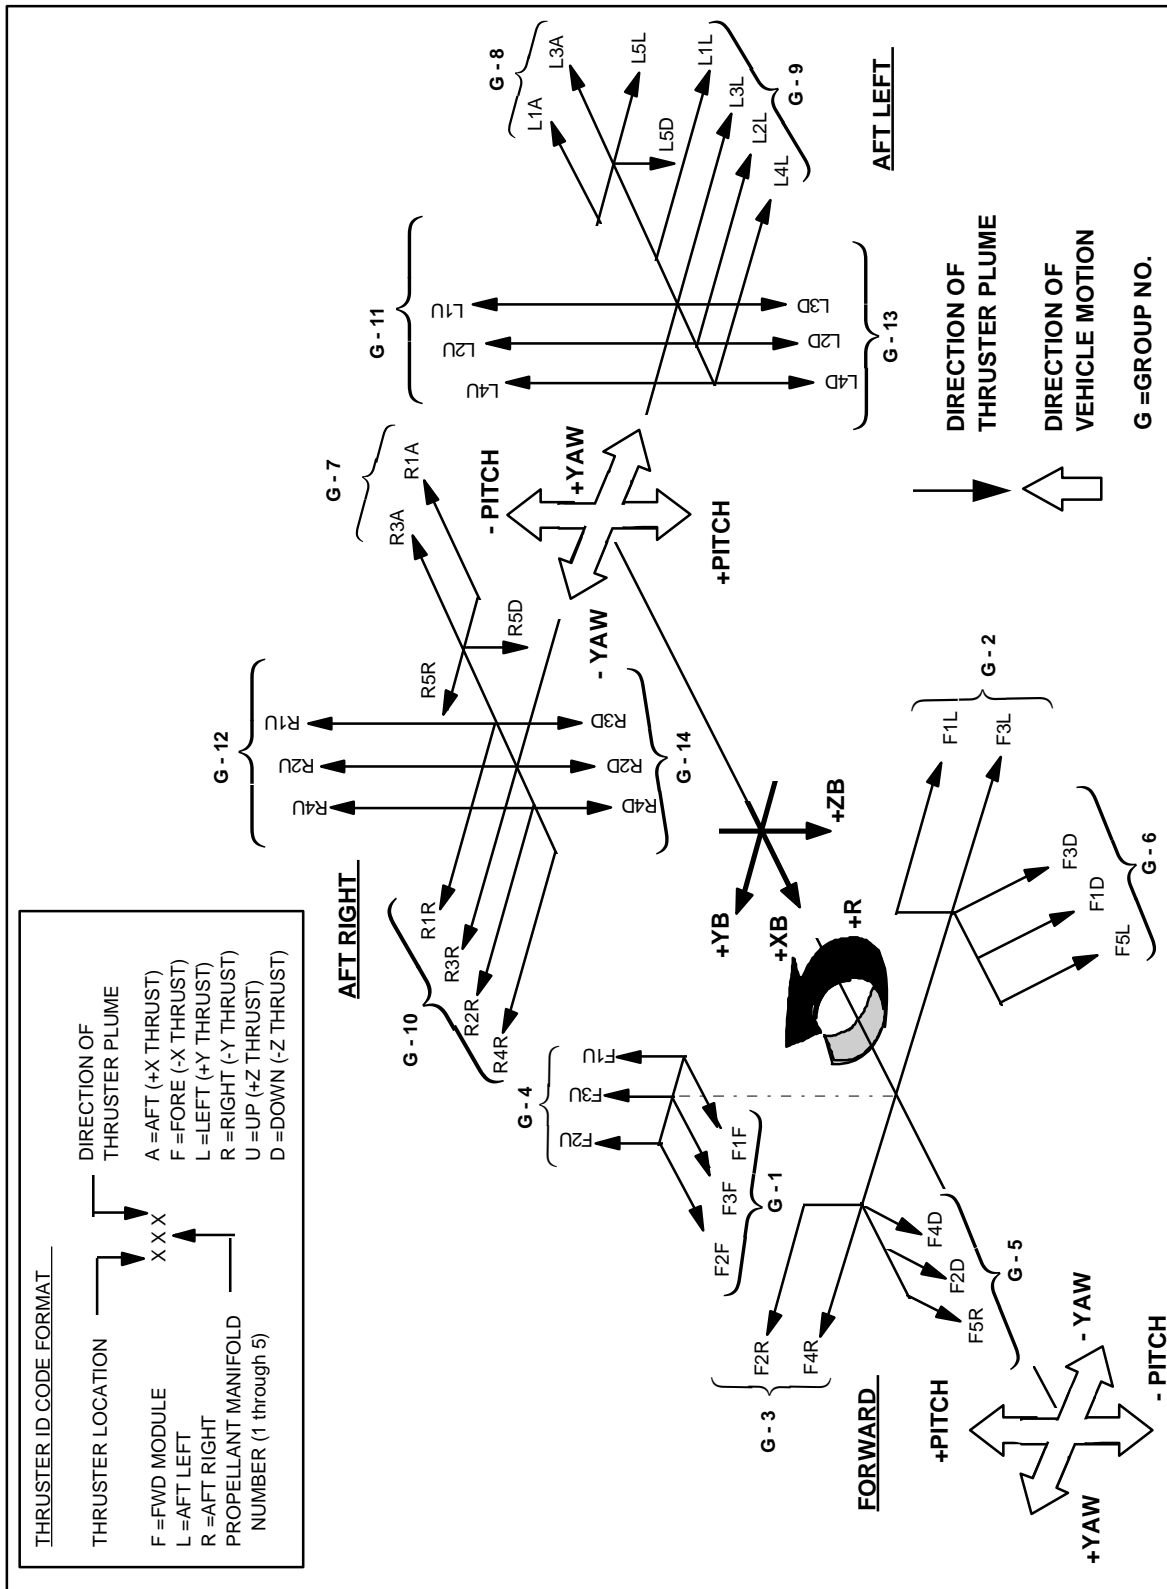 THRUSTER ID CODE FORMAT
THRUSTER LOCATION
X X X
DIRECTION OF
THRUSTER PLUME
F =FWD MODULE
L =AFT LEFT
R =AFT RIGHT
PROPELLANT MANIFOLD
NUMBER (1 through 5)
A =AFT (+X THRUST)
F =FORE (-X THRUST)
L =LEFT (+Y THRUST)
R =RIGHT (-Y THRUST)
U =UP (+Z THRUST)
D =DOWN (-Z THRUST)
G - 12
R4U
R2U
R1U
G - 7
R3A
R1A
G - 11
L4U
L2U
L1U
G - 8
L1A
L3A
L5L
L5D
L1L
L3L
L2L
L4L
G - 9
AFT LEFT
L4D
L2D
L3D
G - 13
AFT RIGHT
G - 10
R1R
R3R
R2R
R4R
R5R
R5D
R4D
R2D
R3D
G - 14
- PITCH
+YAW
- YAW
+PITCH
G - 4
F2U
F3U
F1U
F2F
F3F
F1F
G - 1
+YB
+XB
+ZB
+R
G - 3
F2R
F4R
FORWARD
F4D
F2D
F5R
G - 5
G - 2
F1L
F3L
F3D
F1D
F5L
G - 6
+PITCH
+YAW
- YAW
- PITCH
DIRECTION OF
THRUSTER PLUME
DIRECTION OF
VEHICLE MOTION
G =GROUP NO.